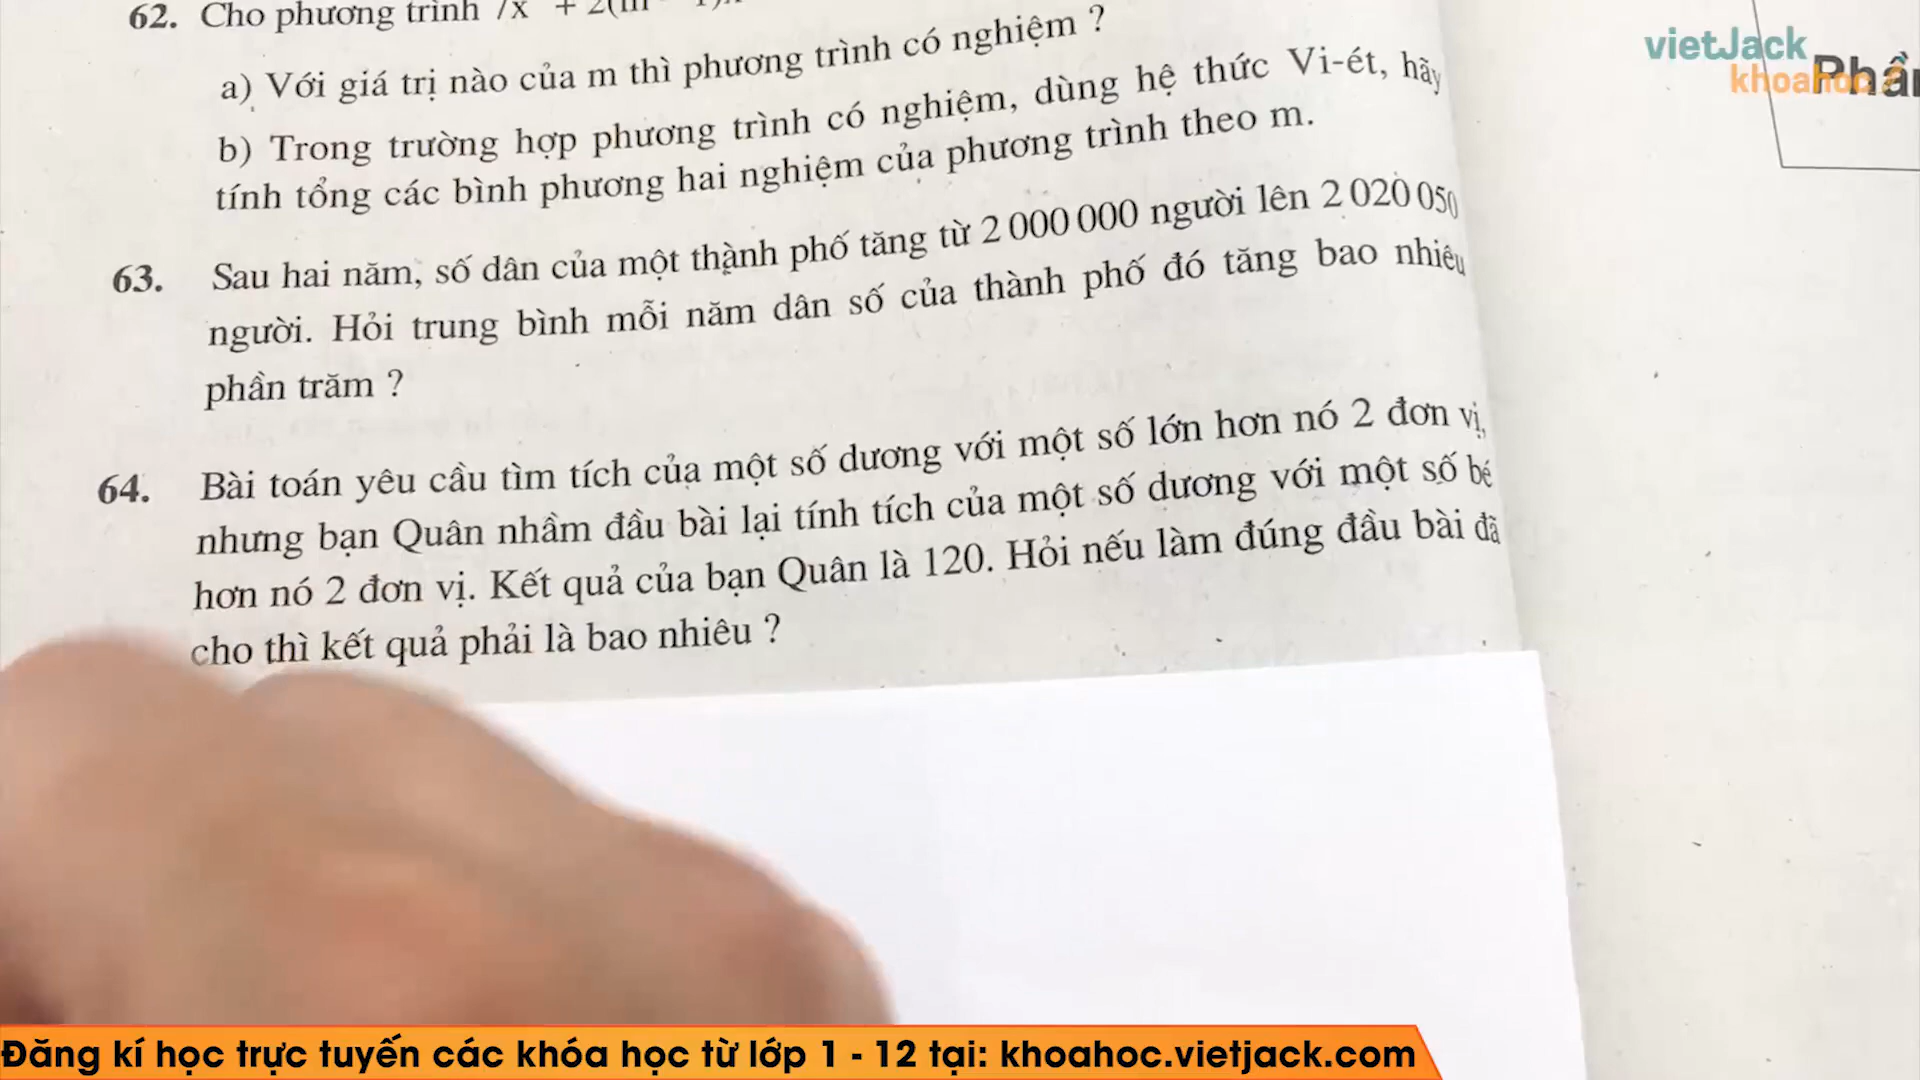 62. Cho phương trình 7x + 2(m
a) Với giá trị nào của m thì phương trình có nghiệm ?
b) Trong trường hợp phương trình có nghiệm, dùng hệ thức Vi-ét, hãy
tính tổng các bình phương hai nghiệm của phương trình theo m.
63. Sau hai năm, số dân của một thành phố tăng từ 2 000 000 người lên 2 020 050
người. Hỏi trung bình mỗi năm dân số của thành phố đó tăng bao nhiêu
phần trăm ?
64. Bài toán yêu cầu tìm tích của một số dương với một số lớn hơn nó 2 đơn vị,
nhưng bạn Quân nhầm đầu bài lại tính tích của một số dương với một số bé
hơn nó 2 đơn vị. Kết quả của bạn Quân là 120. Hỏi nếu làm đúng đầu bài đã
cho thì kết quả phải là bao nhiêu ?
vietJack
khoahoc
Phần
Đăng kí học trực tuyến các khóa học từ lớp 1 - 12 tại: khoahoc.vietjack.com